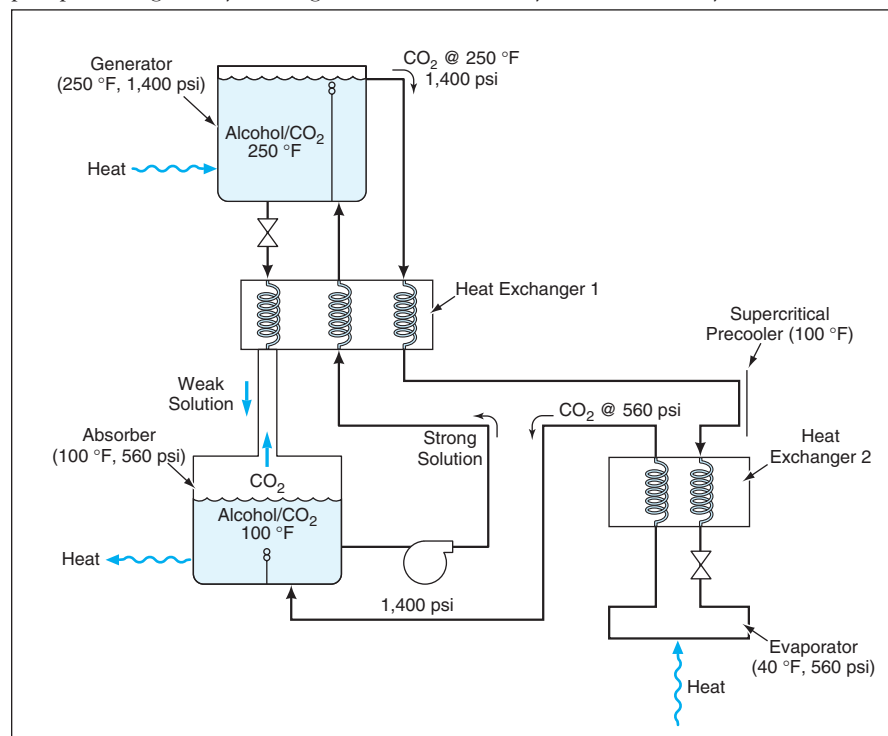 Generator
(250 °F, 1,400 psi)
CO₂ @ 250 °F
1,400 psi
Alcohol/CO₂
250 °F
Heat
Heat Exchanger 1
Supercritical
Precooler (100 °F)
Weak
Solution
CO₂ @ 560 psi
Absorber
(100 °F, 560 psi)
Strong
Solution
Heat
Exchanger 2
CO₂
Alcohol/CO₂
100 °F
Heat
1,400 psi
Evaporator
(40 °F, 560 psi)
Heat